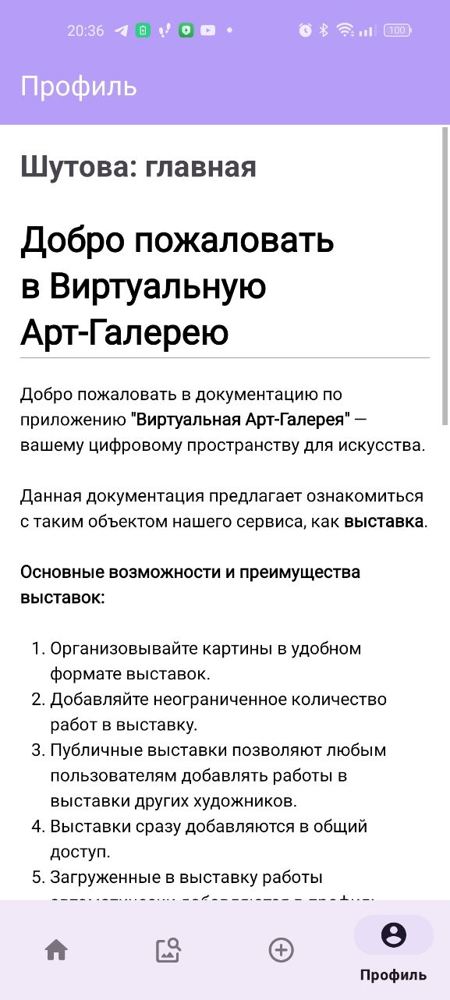 20:36
100
Профиль
Шутова: главная
Добро пожаловать
в Виртуальную
Арт-Галерею
Добро пожаловать в документацию по
приложению "Виртуальная Арт-Галерея" —
вашему цифровому пространству для искусства.
Данная документация предлагает ознакомиться
с таким объектом нашего сервиса, как выставка.
Основные возможности и преимущества
выставок:
1. Организовывайте картины в удобном
формате выставок.
2. Добавляйте неограниченное количество
работ в выставку.
3. Публичные выставки позволяют любым
пользователям добавлять работы в
выставки других художников.
4. Выставки сразу добавляются в общий
доступ.
5. Загруженные в выставку работы
Профиль